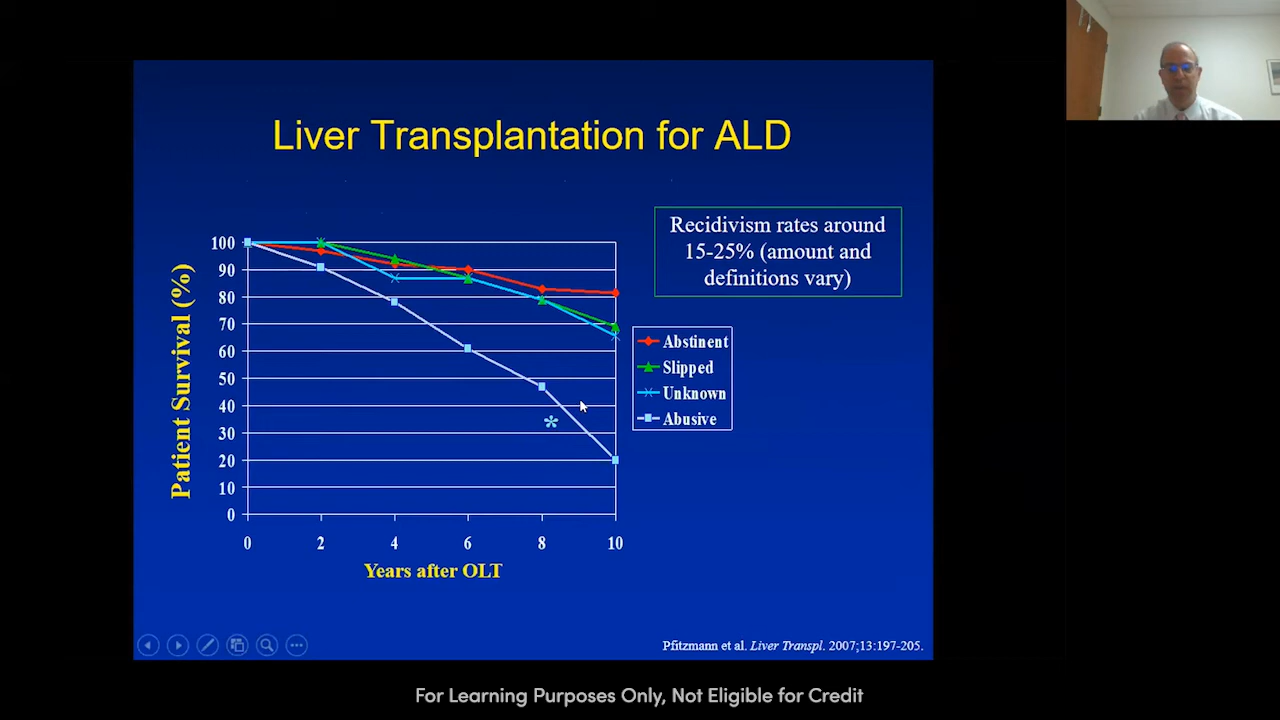 Liver Transplantation for ALD
Recidivism rates around
15-25% (amount and
definitions vary)
Patient Survival (%)
100
90
80
70
60
50
40
30
20
10
0
*
0 2 4 6 8 10
Years after OLT
Abstinent
Slipped
Unknown
Abusive
Pfitzmann et al. Liver Transpl. 2007;13:197-205.
For Learning Purposes Only, Not Eligible for Credit